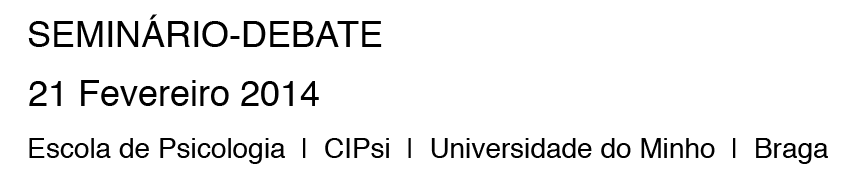 SEMINÁRIO-DEBATE
21 Fevereiro 2014
Escola de Psicologia | CIPsi | Universidade do Minho | Braga